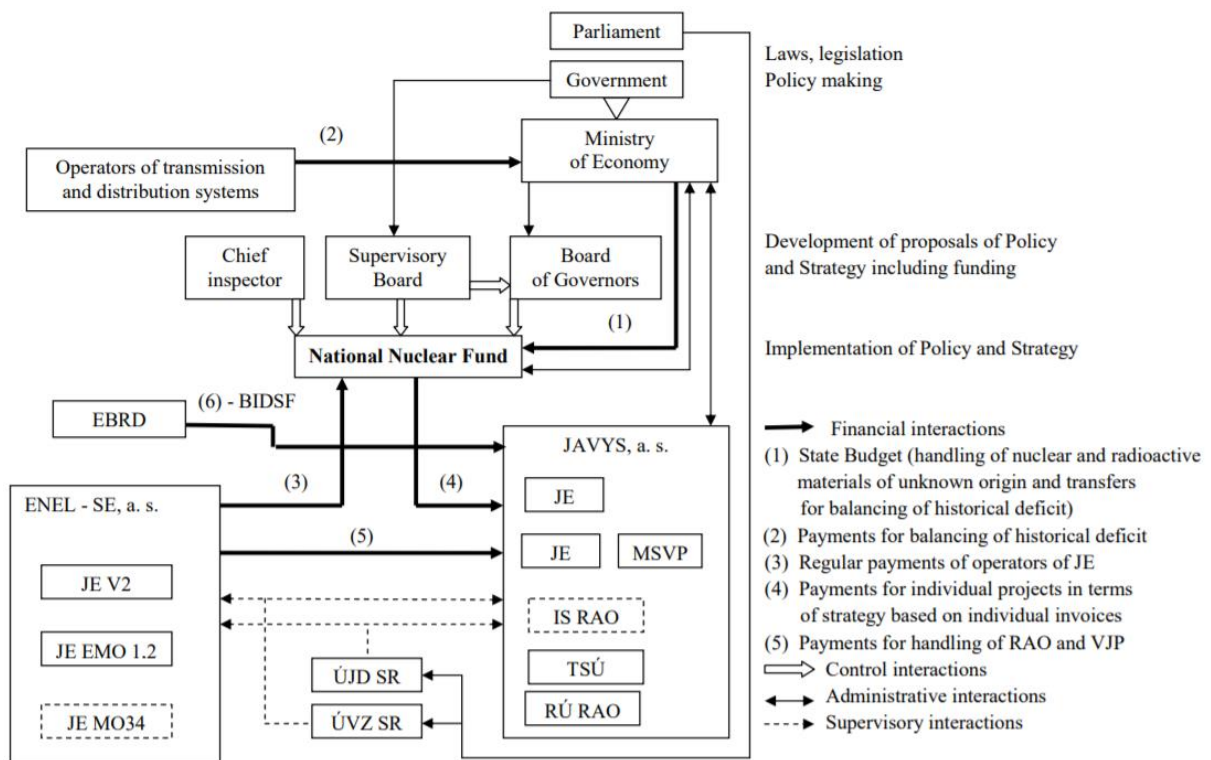 Parliament
Laws, legislation
Policy making
Government
(2)
Ministry
of Economy
Operators of transmission
and distribution systems
Chief
inspector
Supervisory
Board
Board
of Governors
Development of proposals of Policy
and Strategy including funding
(1)
National Nuclear Fund
Implementation of Policy and Strategy
EBRD
(6) - BIDSF
JAVYS, a. s.
ENEL - SE, a. s.
(3)
(4)
JE
(5)
JE
MSVP
JE V2
IS RAO
JE EMO 1.2
ÚJD SR
TSÚ
JE MO34
ÚVZ SR
RÚ RAO
Financial interactions
(1) State Budget (handling of nuclear and radioactive
materials of unknown origin and transfers
for balancing of historical deficit)
(2) Payments for balancing of historical deficit
(3) Regular payments of operators of JE
(4) Payments for individual projects in terms
of strategy based on individual invoices
(5) Payments for handling of RAO and VJP
Control interactions
Administrative interactions
Supervisory interactions